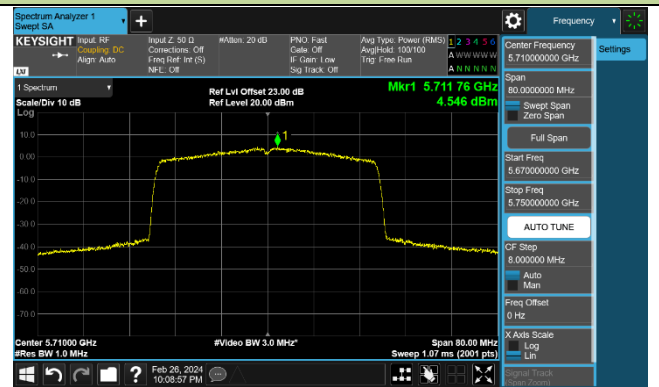 Spectrum Analyzer 1
Swept SA
Frequency
KEYSIGHT
Input: RF
Coupling: DC
Align: Auto
Input Z: 50 Ω
Corrections: Off
Freq Ref: Int (S)
NFE: Off
#Atten: 20 dB
PNO: Fast
Gate: Off
IF Gain: Low
Sig Track: Off
Avg Type: Power (RMS)
Avg|Hold: 100/100
Trig: Free Run
1 2 3 4 5 6
A W W W W W
A N N N N N
LXI
1 Spectrum
Scale/Div 10 dB
Log
Ref Lvl Offset 23.00 dB
Ref Level 20.00 dBm
Mkr1 5.711 76 GHz
4.546 dBm
1
10.0
0.00
-10.0
-20.0
-30.0
-40.0
-50.0
-60.0
-70.0
Center 5.71000 GHz
#Res BW 1.0 MHz
#Video BW 3.0 MHz*
Span 80.00 MHz
Sweep 1.07 ms (2001 pts)
Center Frequency
5.710000000 GHz
Settings
Span
80.0000000 MHz
Swept Span
Zero Span
Full Span
Start Freq
5.670000000 GHz
Stop Freq
5.750000000 GHz
AUTO TUNE
CF Step
8.000000 MHz
Auto
Man
Freq Offset
0 Hz
X Axis Scale
Log
Lin
Signal Track
(Span Zoom)
?
Feb 26, 2024
10:08:57 PM